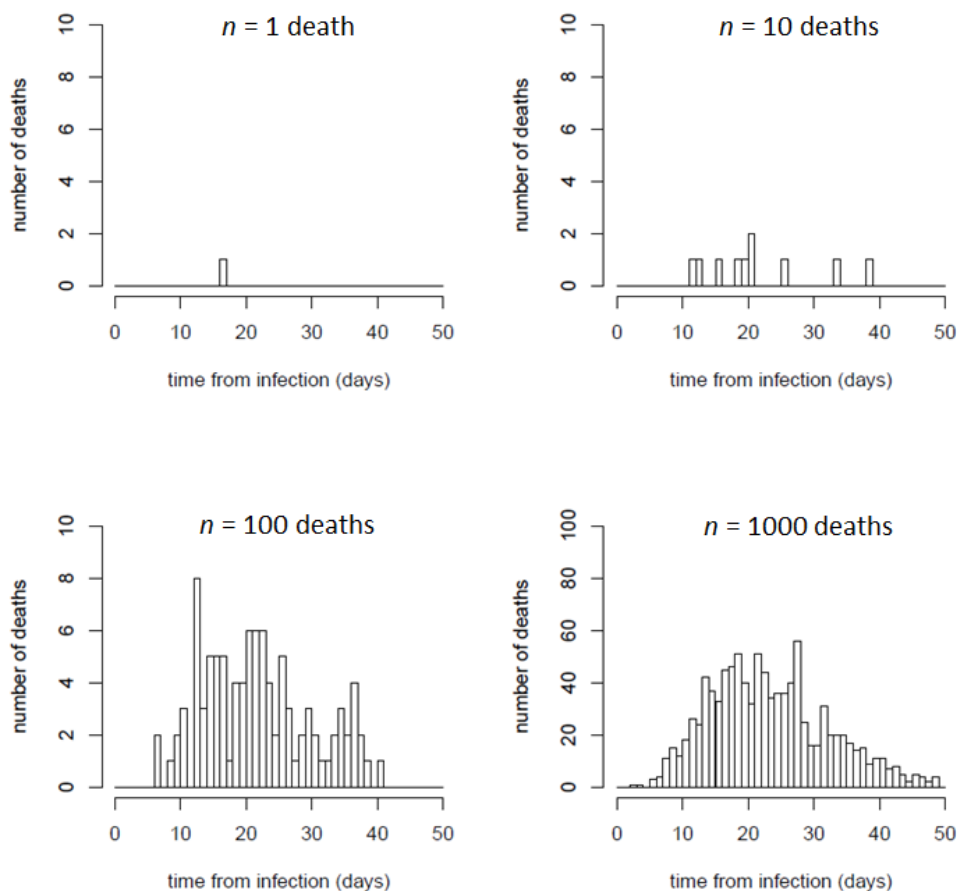 n = 1 death
number of deaths
10
8
6
4
2
0
0 10 20 30 40 50
time from infection (days)
n = 10 deaths
number of deaths
10
8
6
4
2
0
0 10 20 30 40 50
time from infection (days)
n = 100 deaths
number of deaths
10
8
6
4
2
0
0 10 20 30 40 50
time from infection (days)
n = 1000 deaths
number of deaths
100
80
60
40
20
0
0 10 20 30 40 50
time from infection (days)